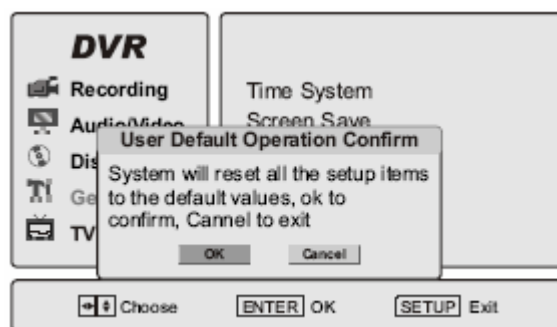 DVR
Recording
Audio/Video
Dis
Ge
TV
Time System
Screen Save
User Default Operation Confirm
System will reset all the setup items
to the default values, ok to
confirm, Cannel to exit
OK Cancel
Choose ENTER OK SETUP Exit